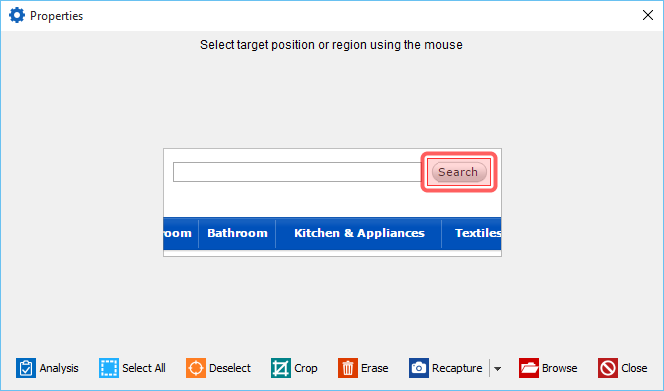 Properties
Select target position or region using the mouse
Search
room Bathroom Kitchen & Appliances Textiles
Analysis Select All Deselect Crop Erase Recapture Browse Close